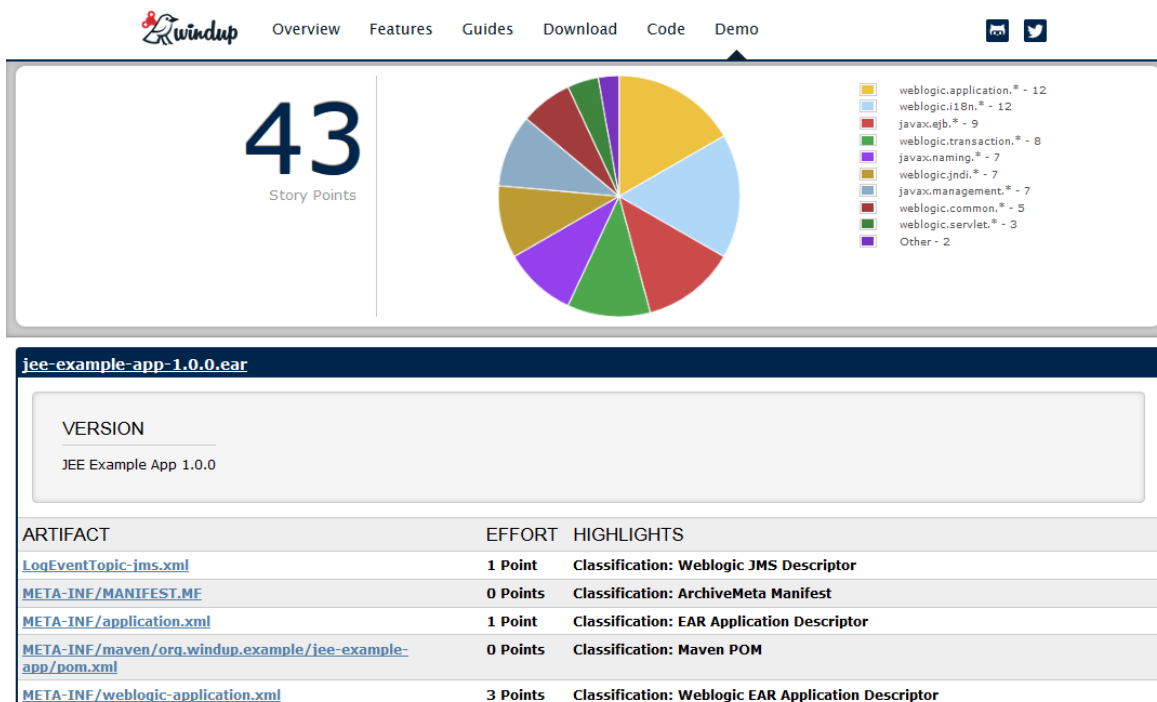 windup Overview Features Guides Download Code Demo
43
Story Points
weblogic.application.* - 12
weblogic.i18n.* - 12
javax.ejb.* - 9
weblogic.transaction.* - 8
javax.naming.* - 7
weblogic.jndi.* - 7
javax.management.* - 7
weblogic.common.* - 5
weblogic.servlet.* - 3
Other - 2
jee-example-app-1.0.0.ear
VERSION
JEE Example App 1.0.0
ARTIFACT EFFORT HIGHLIGHTS
LogEventTopic-jms.xml 1 Point Classification: Weblogic JMS Descriptor
META-INF/MANIFEST.MF 0 Points Classification: ArchiveMeta Manifest
META-INF/application.xml 1 Point Classification: EAR Application Descriptor
META-INF/maven/org.windup.example/jee-example- 0 Points Classification: Maven POM
app/pom.xml
META-INF/weblogic-application.xml 3 Points Classification: Weblogic EAR Application Descriptor